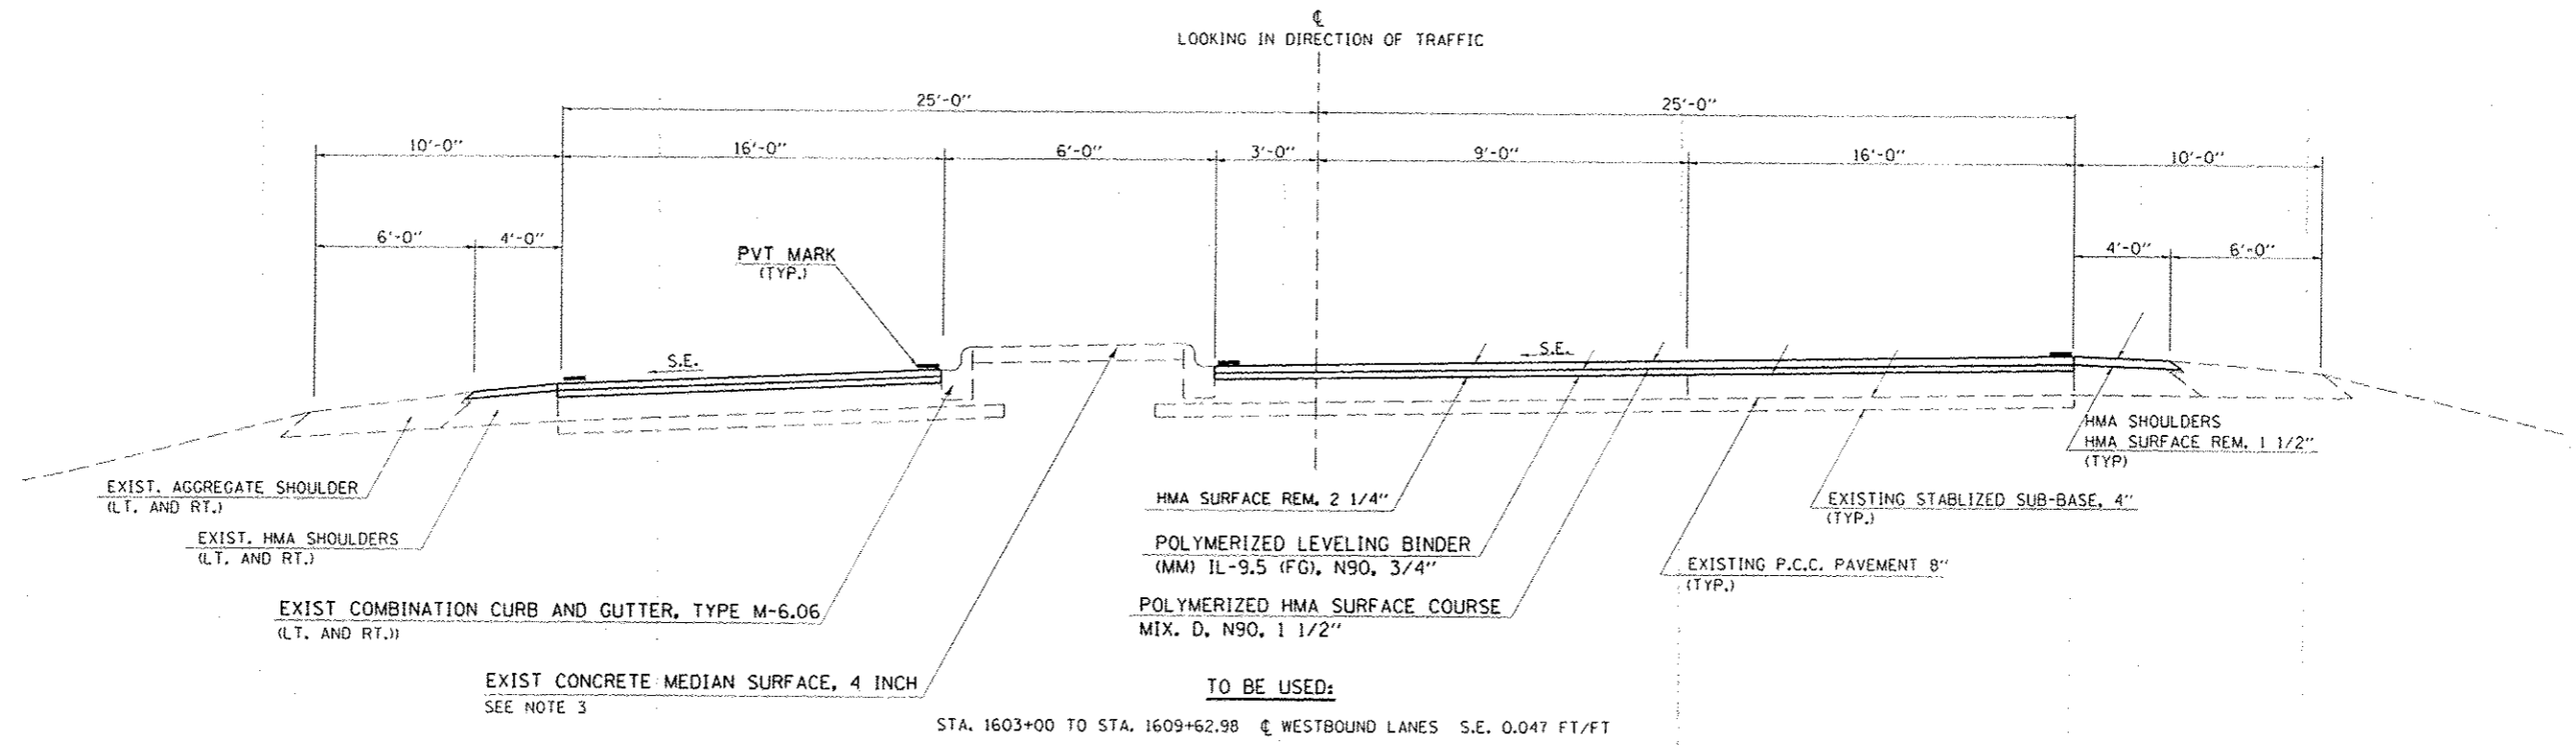 ℄
LOOKING IN DIRECTION OF TRAFFIC
25'-0" 25'-0"
10'-0" 16'-0" 6'-0" 3'-0" 9'-0" 16'-0" 10'-0"
6'-0" 4'-0" 4'-0" 6'-0"
PVT MARK
(TYP.)
S.E. S.E.
HMA SHOULDERS
HMA SURFACE REM. 1 1/2"
(TYP)
EXIST. AGGREGATE SHOULDER
(LT. AND RT.)
HMA SURFACE REM. 2 1/4"
EXISTING STABLIZED SUB-BASE, 4"
(TYP.)
EXIST. HMA SHOULDERS
(LT. AND RT.)
POLYMERIZED LEVELING BINDER
(MM) IL-9.5 (FG), N90, 3/4"
EXISTING P.C.C. PAVEMENT 8"
(TYP.)
EXIST COMBINATION CURB AND GUTTER, TYPE M-6.06
(LT. AND RT.))
POLYMERIZED HMA SURFACE COURSE
MIX. D, N90, 1 1/2"
EXIST CONCRETE MEDIAN SURFACE, 4 INCH
SEE NOTE 3
TO BE USED:
STA. 1603+00 TO STA. 1609+62.98 ℄ WESTBOUND LANES S.E. 0.047 FT/FT